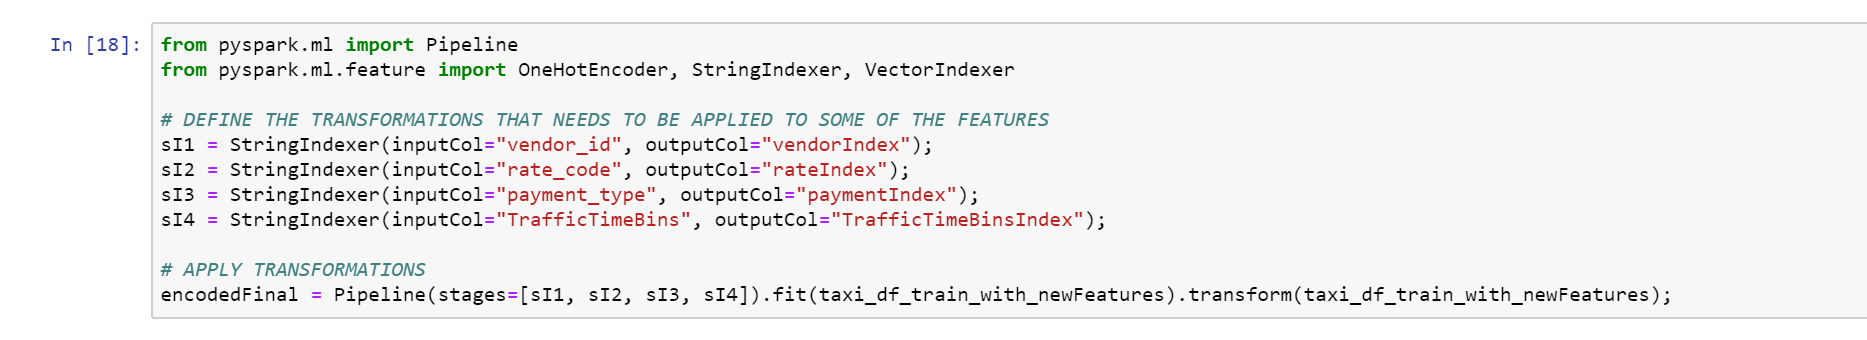 In [18]: from pyspark.ml import Pipeline
from pyspark.ml.feature import OneHotEncoder, StringIndexer, VectorIndexer
# DEFINE THE TRANSFORMATIONS THAT NEEDS TO BE APPLIED TO SOME OF THE FEATURES
sI1 = StringIndexer(inputCol="vendor_id", outputCol="vendorIndex");
sI2 = StringIndexer(inputCol="rate_code", outputCol="rateIndex");
sI3 = StringIndexer(inputCol="payment_type", outputCol="paymentIndex");
sI4 = StringIndexer(inputCol="TrafficTimeBins", outputCol="TrafficTimeBinsIndex");
# APPLY TRANSFORMATIONS
encodedFinal = Pipeline(stages=[sI1, sI2, sI3, sI4]).fit(taxi_df_train_with_newFeatures).transform(taxi_df_train_with_newFeatures);